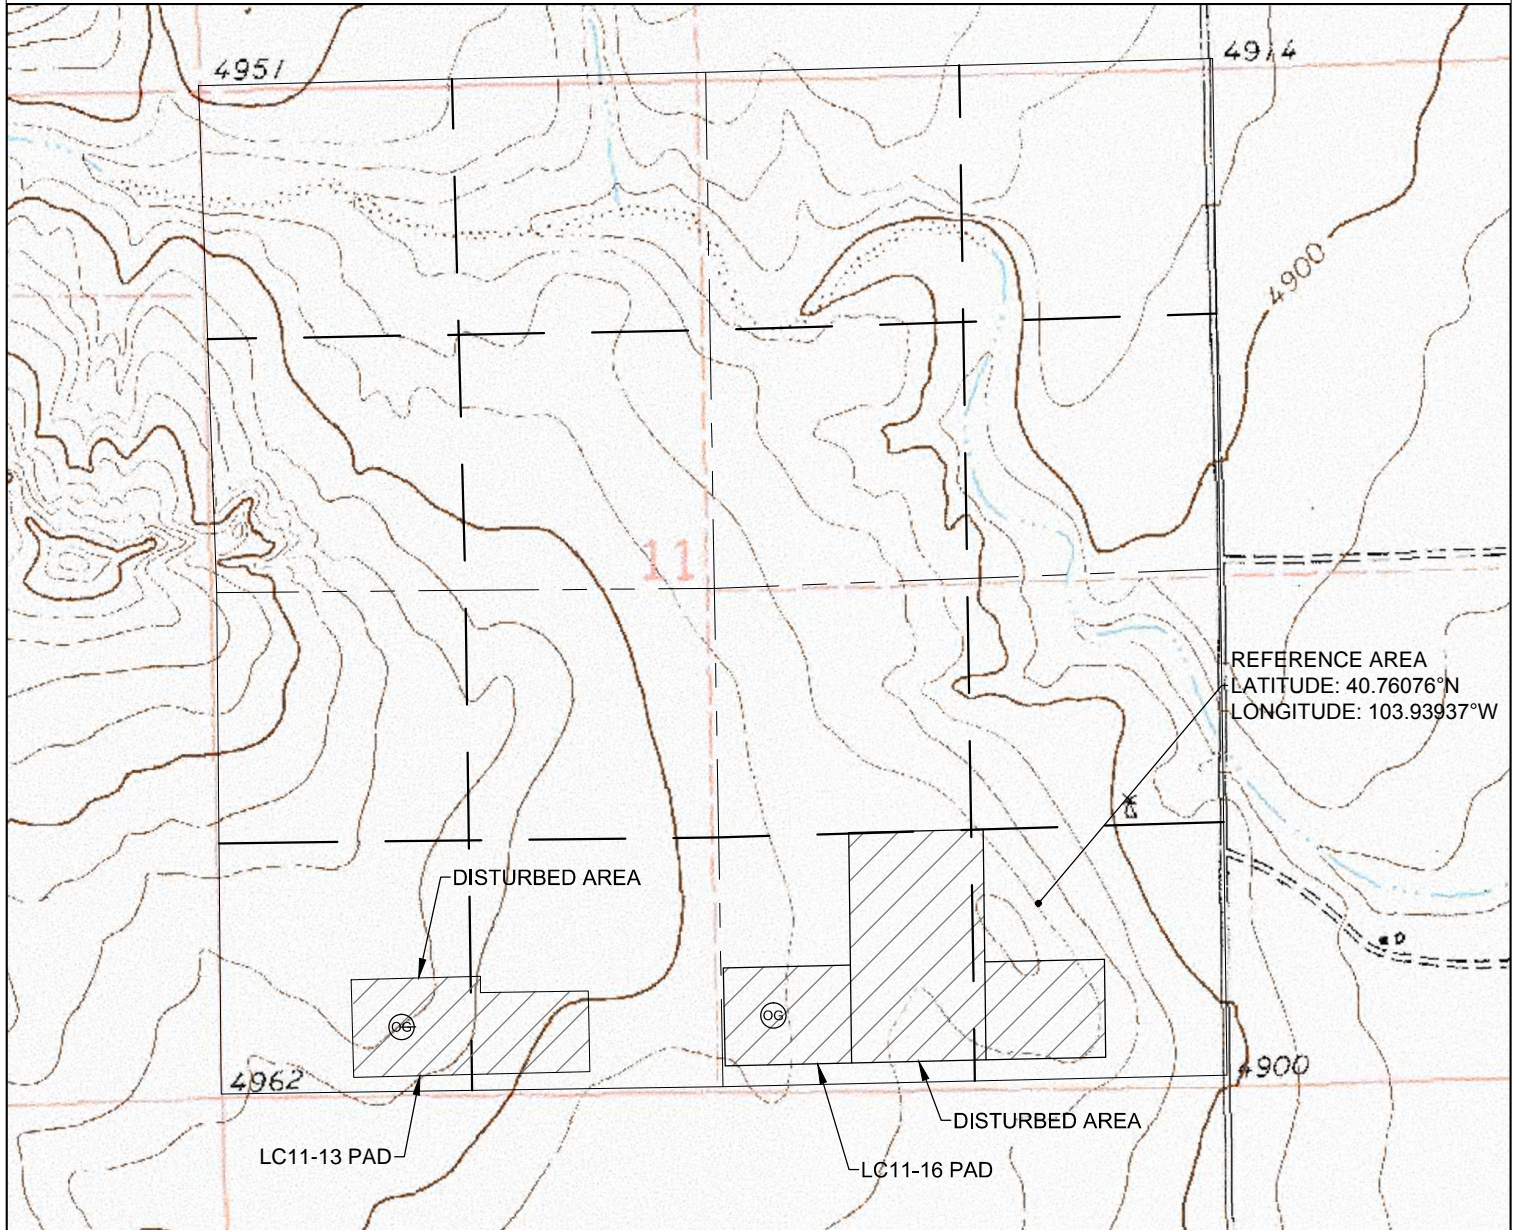 4951
4914
4900
11
REFERENCE AREA
LATITUDE: 40.76076°N
LONGITUDE: 103.93937°W
DISTURBED AREA
OG
OG
4962
4900
DISTURBED AREA
LC11-13 PAD
LC11-16 PAD